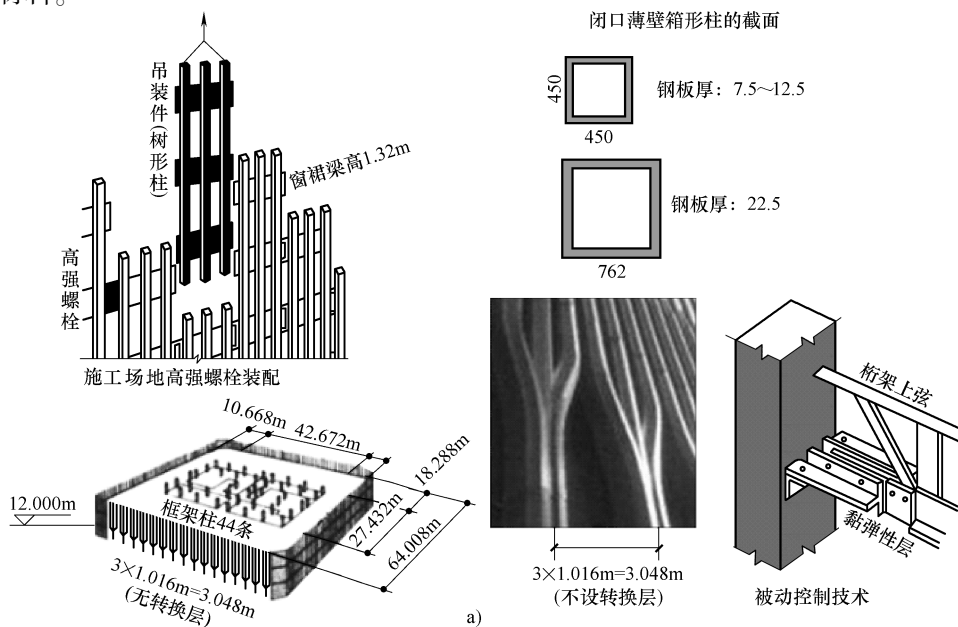 闭口薄壁箱形柱的截面
吊装件(树形柱)
窗裙梁高1.32m
高强螺栓
施工场地高强螺栓装配
450
450
钢板厚：7.5～12.5
钢板厚：22.5
762
10.668m
42.672m
18.288m
27.432m
64.008m
12.000m
框架柱44条
3×1.016m=3.048m
(无转换层)
3×1.016m=3.048m
(不设转换层)
桁架上弦
黏弹性层
被动控制技术
a)